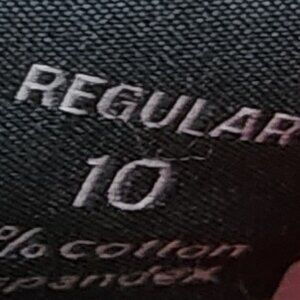 REGULAR
10
% cotton
spandex